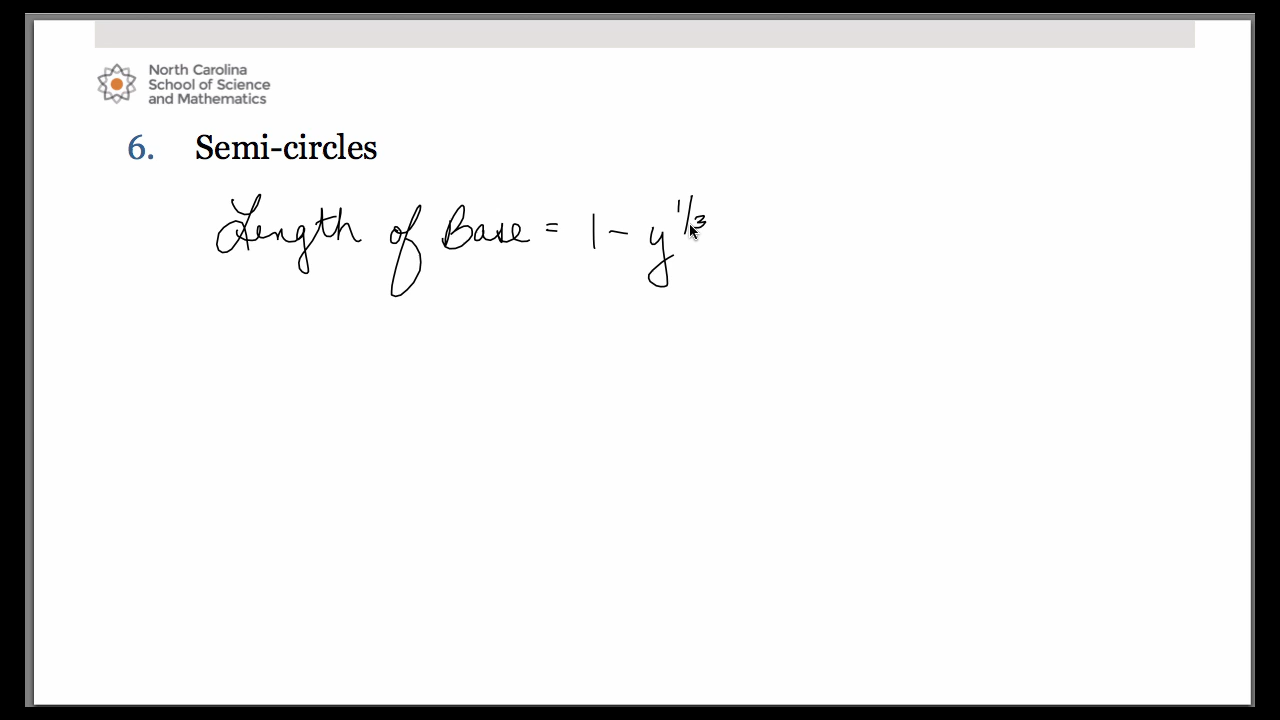 North Carolina
School of Science
and Mathematics
6. Semi-circles
Length of Base = 1 - y^1/3